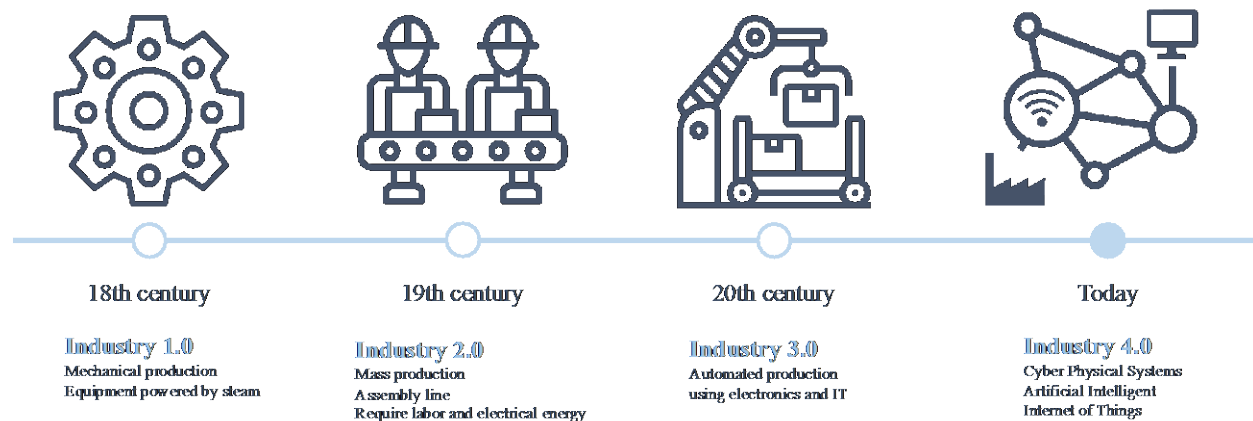 18th century
Industry 1.0
Mechanical production
Equipment powered by steam
19th century
Industry 2.0
Mass production
Assembly line
Require labor and electrical energy
20th century
Industry 3.0
Automated production
using electronics and IT
Today
Industry 4.0
Cyber Physical Systems
Artificial Intelligent
Internet of Things